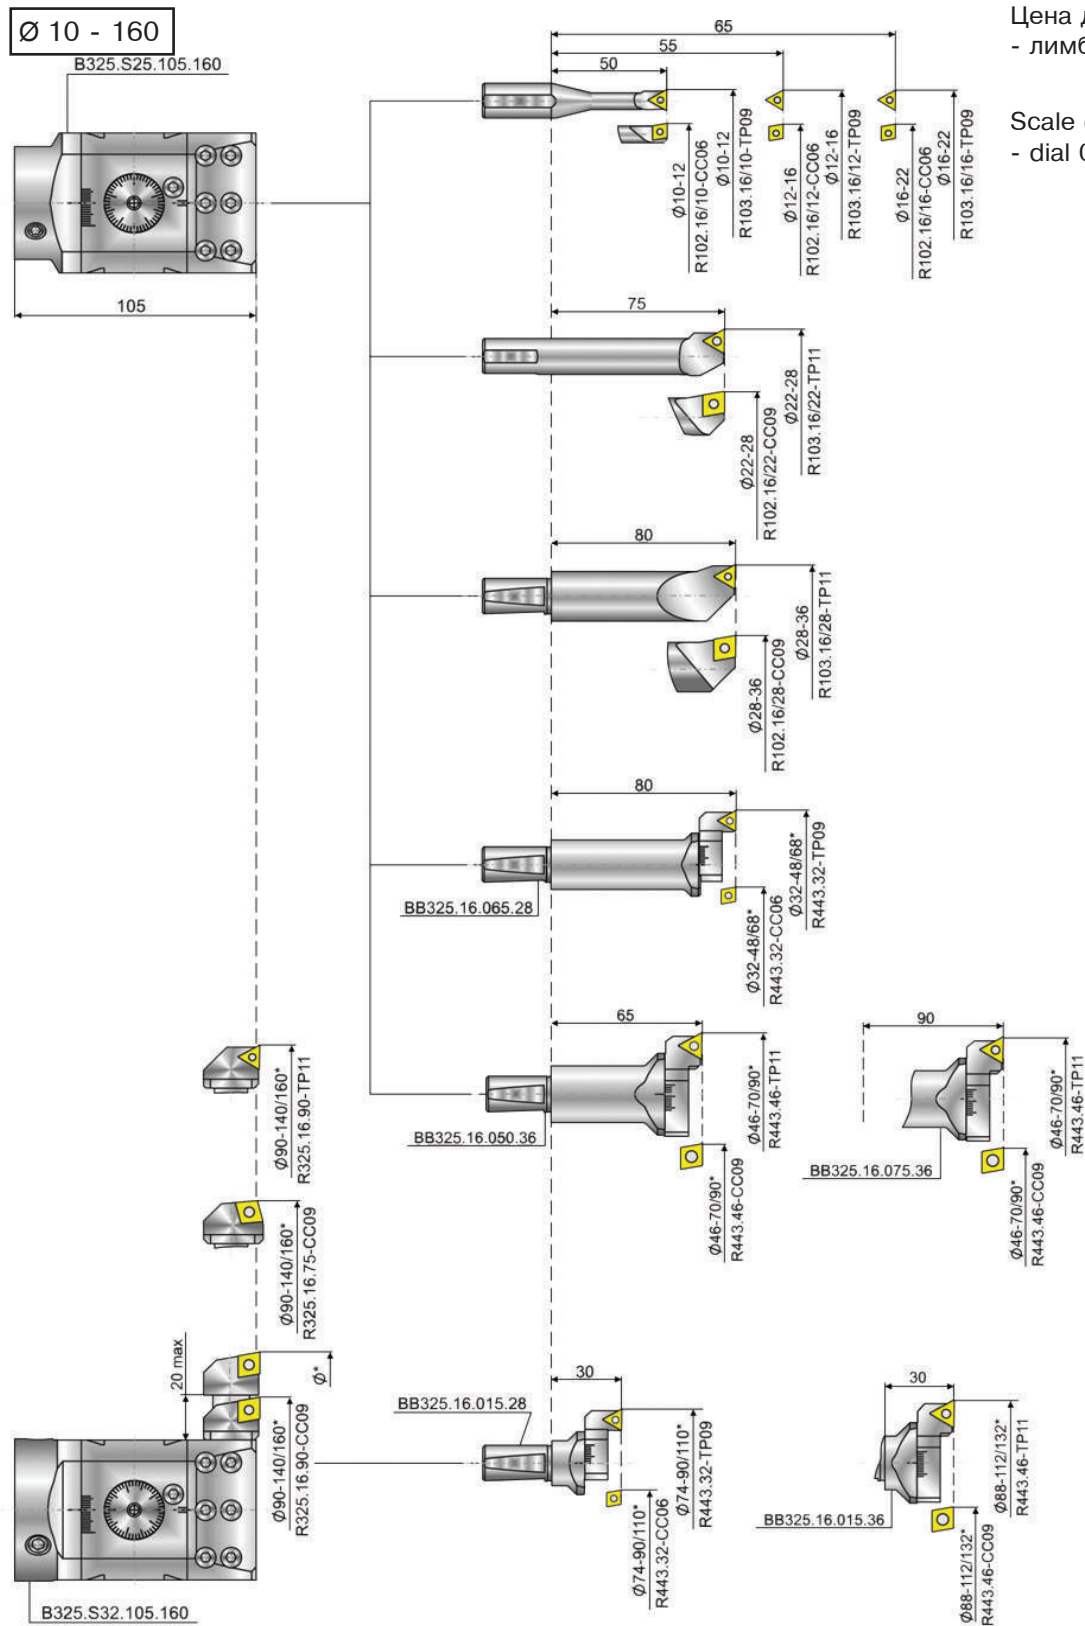 Ø 10 - 160
Цена д
- лимб
Scale
- dial 0
B325.S25.105.160
105
65
55
50
Ø10-12
R102.16/10-CC06
Ø10-12
R103.16/10-TP09
Ø12-16
R102.16/12-CC06
Ø12-16
R103.16/12-TP09
Ø16-22
R102.16/16-CC06
Ø16-22
R103.16/16-TP09
75
Ø22-28
R102.16/22-CC09
Ø22-28
R103.16/22-TP11
80
Ø28-36
R102.16/28-CC09
Ø28-36
R103.16/28-TP11
80
BB325.16.065.28
Ø32-48/68*
R443.32-CC06
Ø32-48/68*
R443.32-TP09
65
BB325.16.050.36
Ø46-70/90*
R443.46-CC09
Ø46-70/90*
R443.46-TP11
90
BB325.16.075.36
Ø46-70/90*
R443.46-CC09
Ø46-70/90*
R443.46-TP11
Ø90-140/160*
R325.16.90-TP11
Ø90-140/160*
R325.16.75-CC09
20 max
Ø*
Ø90-140/160*
R325.16.90-CC09
B325.S32.105.160
30
BB325.16.015.28
Ø74-90/110*
R443.32-CC06
Ø74-90/110*
R443.32-TP09
30
BB325.16.015.36
Ø88-112/132*
R443.46-CC09
Ø88-112/132*
R443.46-TP11